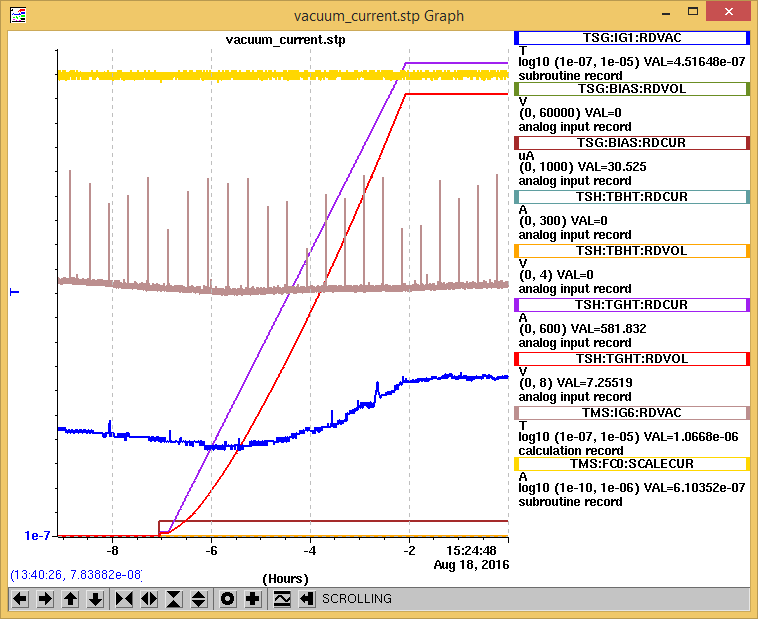 vacuum_current.stp Graph
vacuum_current.stp
T
1e-7
-8
-6
-4
-2
15:24:48
Aug 18, 2016
(Hours)
(13:40:26, 7.83882e-08)
TSG:IG1:RDVAC
T
log10 (1e-07, 1e-05) VAL=4.51648e-07
subroutine record
TSG:BIAS:RDVOL
V
(0, 60000) VAL=0
analog input record
TSG:BIAS:RDCUR
uA
(0, 1000) VAL=30.525
analog input record
TSH:TBHT:RDCUR
A
(0, 300) VAL=0
analog input record
TSH:TBHT:RDVOL
V
(0, 4) VAL=0
analog input record
TSH:TGHT:RDCUR
A
(0, 600) VAL=581.832
analog input record
TSH:TGHT:RDVOL
V
(0, 8) VAL=7.25519
analog input record
TMS:IG6:RDVAC
T
log10 (1e-07, 1e-05) VAL=1.0668e-06
calculation record
TMS:FC0:SCALECUR
A
log10 (1e-10, 1e-06) VAL=6.10352e-07
subroutine record
SCROLLING